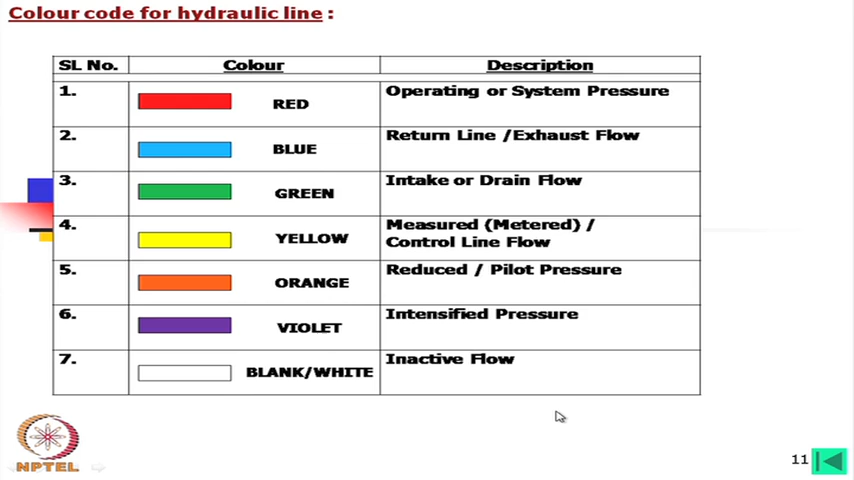 Colour code for hydraulic line :
SL No. Colour Description
1. RED Operating or System Pressure
2. BLUE Return Line /Exhaust Flow
3. GREEN Intake or Drain Flow
4. YELLOW Measured (Metered) /
Control Line Flow
5. ORANGE Reduced / Pilot Pressure
6. VIOLET Intensified Pressure
7. BLANK/WHITE Inactive Flow
NPTEL
11